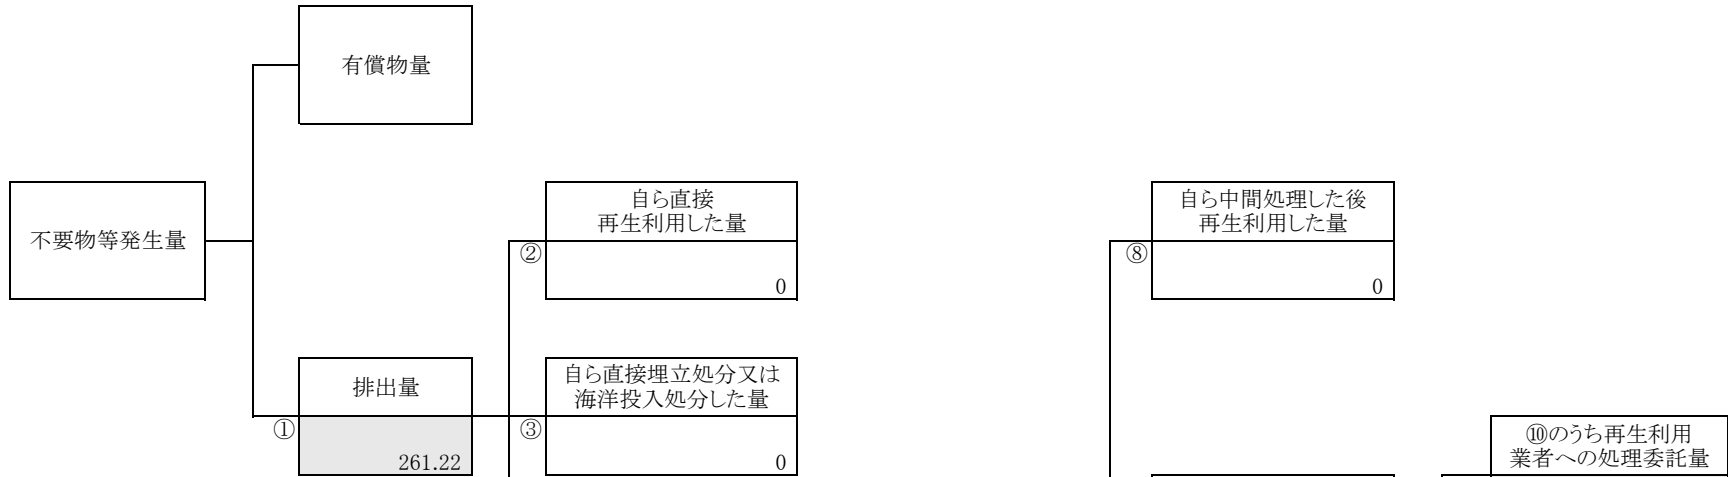 有償物量
不要物等発生量
自ら直接
再生利用した量
②
0
自ら中間処理した後
再生利用した量
⑧
0
排出量
①
261.22
自ら直接埋立処分又は
海洋投入処分した量
③
0
⑩のうち再生利用
業者への処理委託量